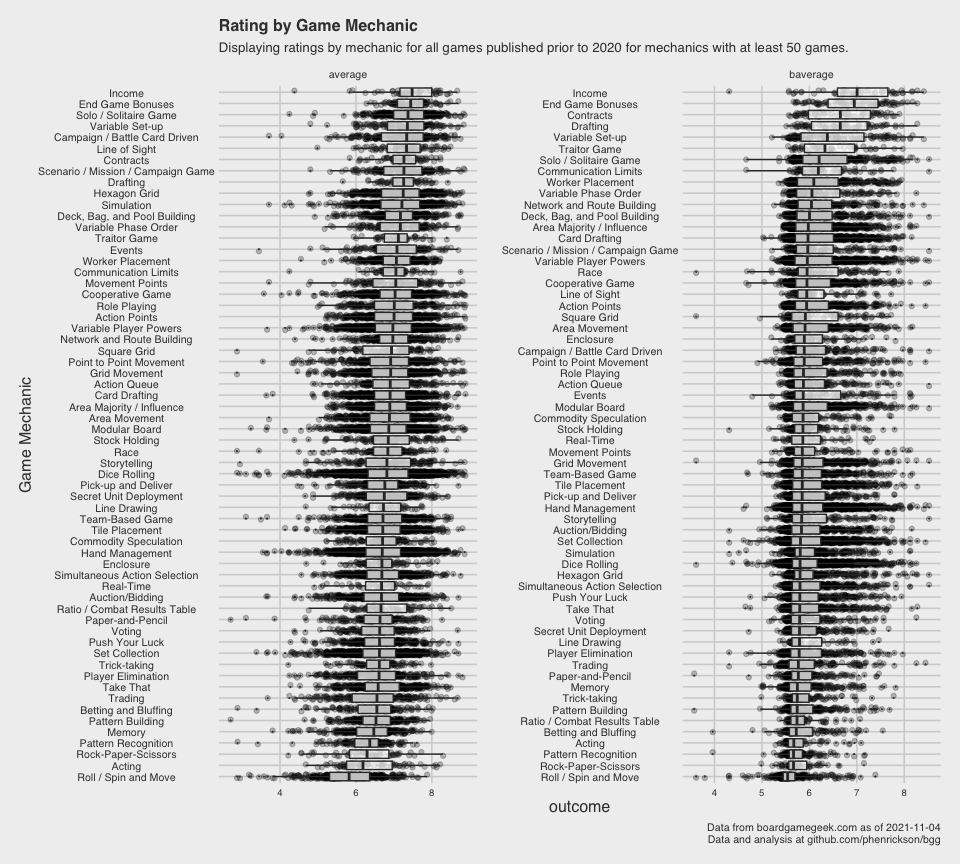 Rating by Game Mechanic
Displaying ratings by mechanic for all games published prior to 2020 for mechanics with at least 50 games.
average
Income
End Game Bonuses
Solo / Solitaire Game
Variable Set-up
Campaign / Battle Card Driven
Line of Sight
Contracts
Scenario / Mission / Campaign Game
Drafting
Hexagon Grid
Simulation
Deck, Bag, and Pool Building
Variable Phase Order
Traitor Game
Events
Worker Placement
Communication Limits
Movement Points
Cooperative Game
Role Playing
Action Points
Variable Player Powers
Network and Route Building
Square Grid
Point to Point Movement
Grid Movement
Action Queue
Card Drafting
Area Majority / Influence
Area Movement
Modular Board
Stock Holding
Race
Storytelling
Dice Rolling
Pick-up and Deliver
Secret Unit Deployment
Line Drawing
Team-Based Game
Tile Placement
Commodity Speculation
Hand Management
Enclosure
Simultaneous Action Selection
Real-Time
Auction/Bidding
Ratio / Combat Results Table
Paper-and-Pencil
Voting
Push Your Luck
Set Collection
Trick-taking
Player Elimination
Take That
Trading
Betting and Bluffing
Pattern Building
Memory
Pattern Recognition
Rock-Paper-Scissors
Acting
Roll / Spin and Move
4 6 8
baverage
Income
End Game Bonuses
Contracts
Drafting
Variable Set-up
Traitor Game
Solo / Solitaire Game
Communication Limits
Worker Placement
Variable Phase Order
Network and Route Building
Deck, Bag, and Pool Building
Area Majority / Influence
Card Drafting
Scenario / Mission / Campaign Game
Variable Player Powers
Race
Cooperative Game
Line of Sight
Action Points
Square Grid
Area Movement
Enclosure
Campaign / Battle Card Driven
Point to Point Movement
Role Playing
Action Queue
Events
Modular Board
Commodity Speculation
Stock Holding
Real-Time
Movement Points
Grid Movement
Team-Based Game
Tile Placement
Pick-up and Deliver
Hand Management
Storytelling
Auction/Bidding
Set Collection
Simulation
Dice Rolling
Hexagon Grid
Simultaneous Action Selection
Push Your Luck
Take That
Voting
Secret Unit Deployment
Line Drawing
Player Elimination
Trading
Paper-and-Pencil
Memory
Trick-taking
Pattern Building
Ratio / Combat Results Table
Betting and Bluffing
Acting
Pattern Recognition
Rock-Paper-Scissors
Roll / Spin and Move
4 5 6 7 8
Game Mechanic
outcome
Data from boardgamegeek.com as of 2021-11-04
Data and analysis at github.com/phenrickson/bgg